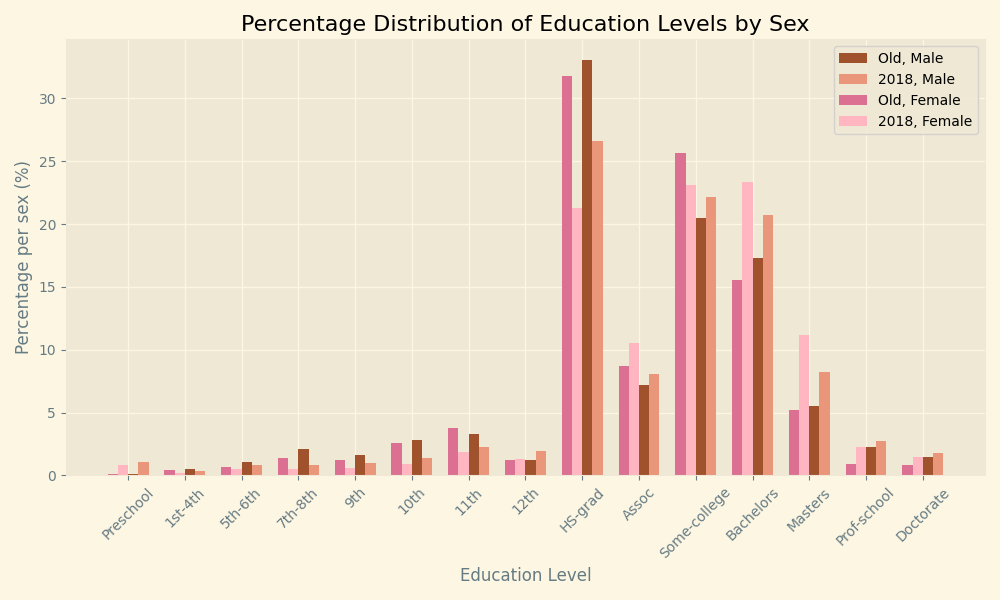 Percentage Distribution of Education Levels by Sex
Old, Male
2018, Male
Old, Female
2018, Female
Percentage per sex (%)
30
25
20
15
10
5
0
Preschool
1st-4th
5th-6th
7th-8th
9th
10th
11th
12th
HS-grad
Assoc
Some-college
Bachelors
Masters
Prof-school
Doctorate
Education Level